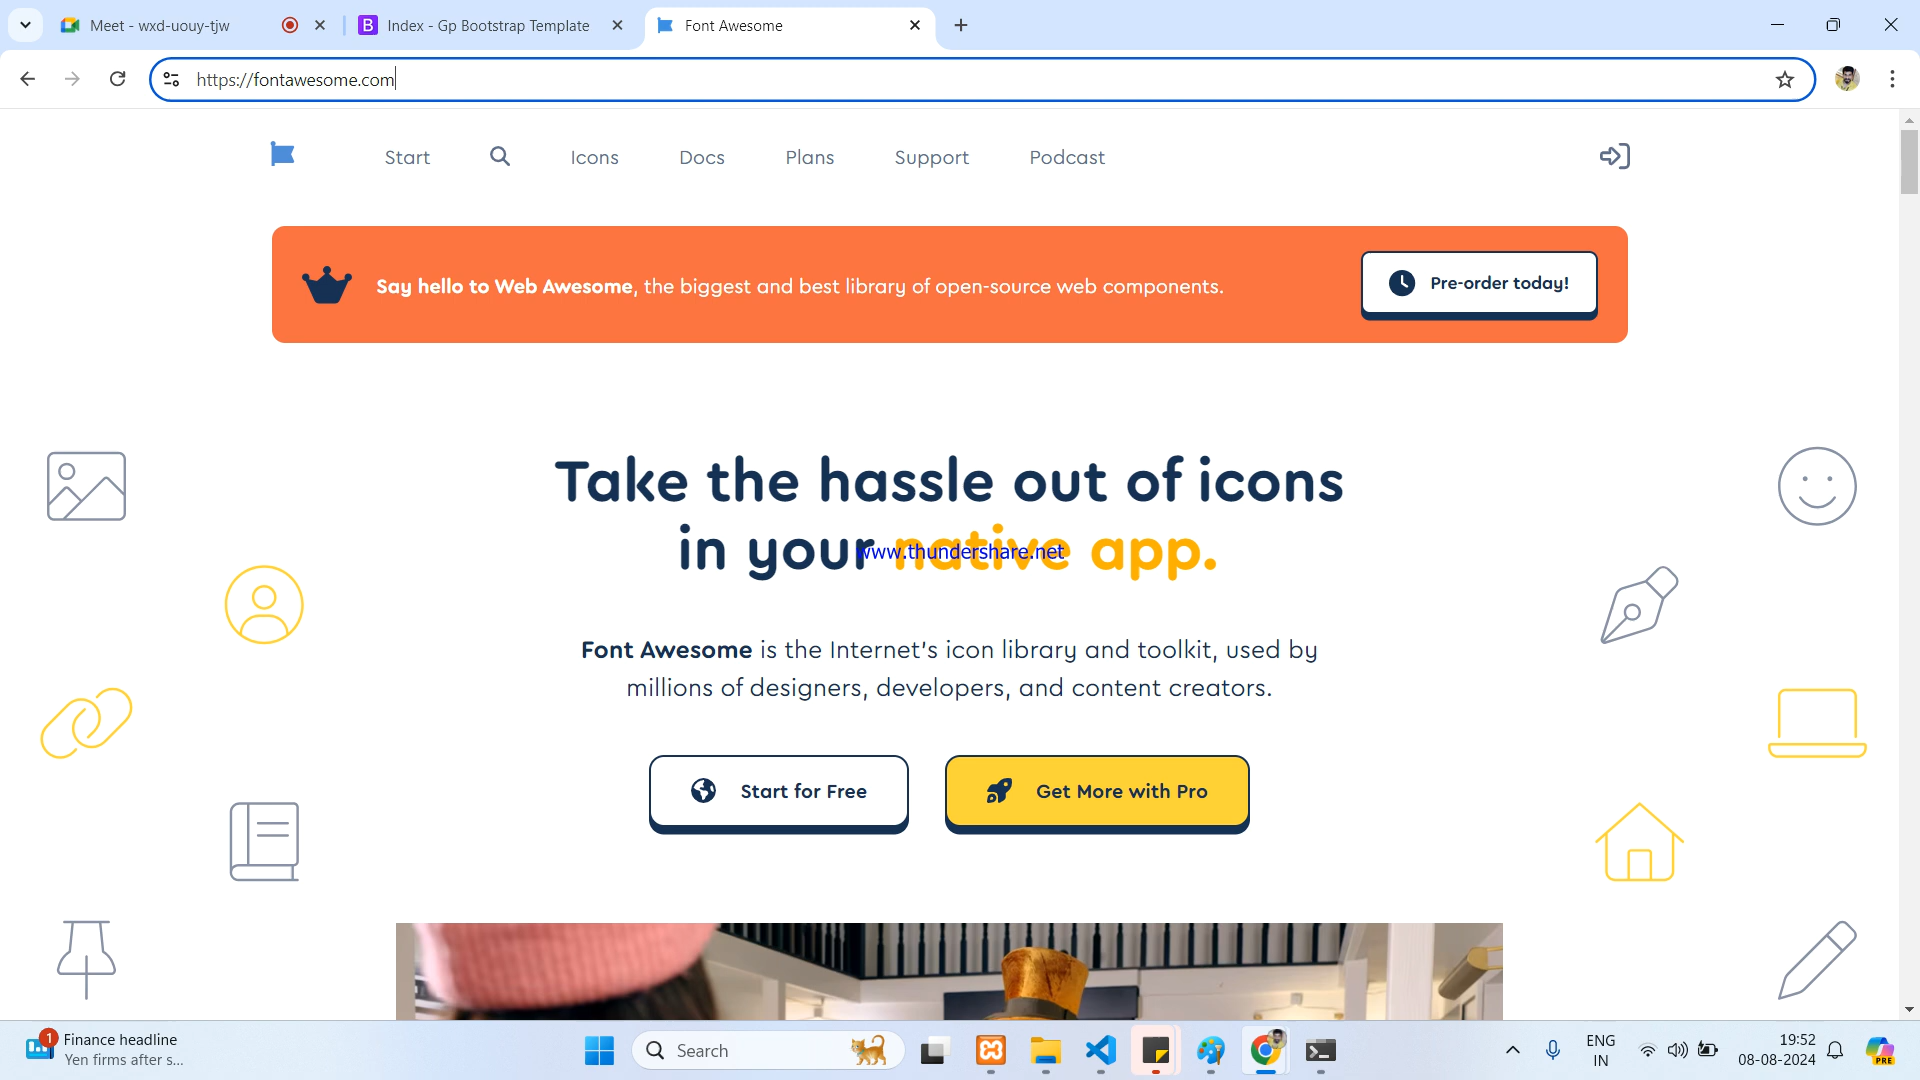 Meet - wxd-uouy-tjw
Index - Gp Bootstrap Template
Font Awesome
https://fontawesome.com
Start
Icons
Docs
Plans
Support
Podcast
Say hello to Web Awesome, the biggest and best library of open-source web components.
Pre-order today!
Take the hassle out of icons
in your native app.
www.thundershare.net
Font Awesome is the Internet's icon library and toolkit, used by
millions of designers, developers, and content creators.
Start for Free
Get More with Pro
1
Finance headline
Yen firms after s...
Search
ENG
IN
19:52
08-08-2024
PRE